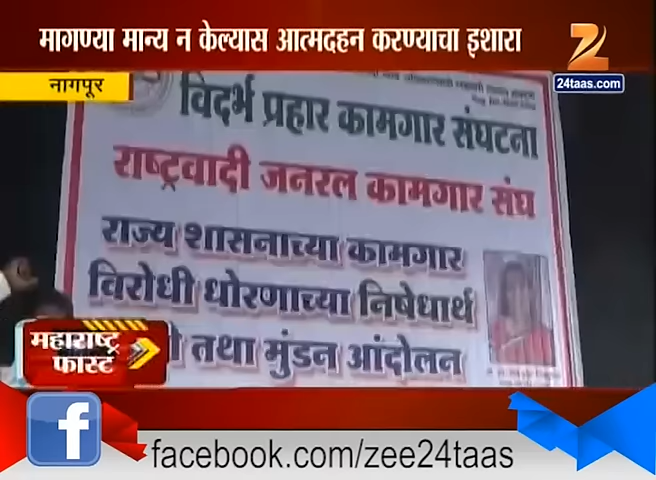 मागण्या मान्य न केल्यास आत्मदहन करण्याचा इशारा
24taas.com
नागपूर
विदर्भ प्रहार कामगार संघटना
राष्ट्रवादी जनरल कामगार संघ
राज्य शासनाच्या कामगार
विरोधी धोरणाच्या निषेधार्थ
तथा मुंडन आंदोलन
महाराष्ट्र
फास्ट
facebook.com/zee24taas